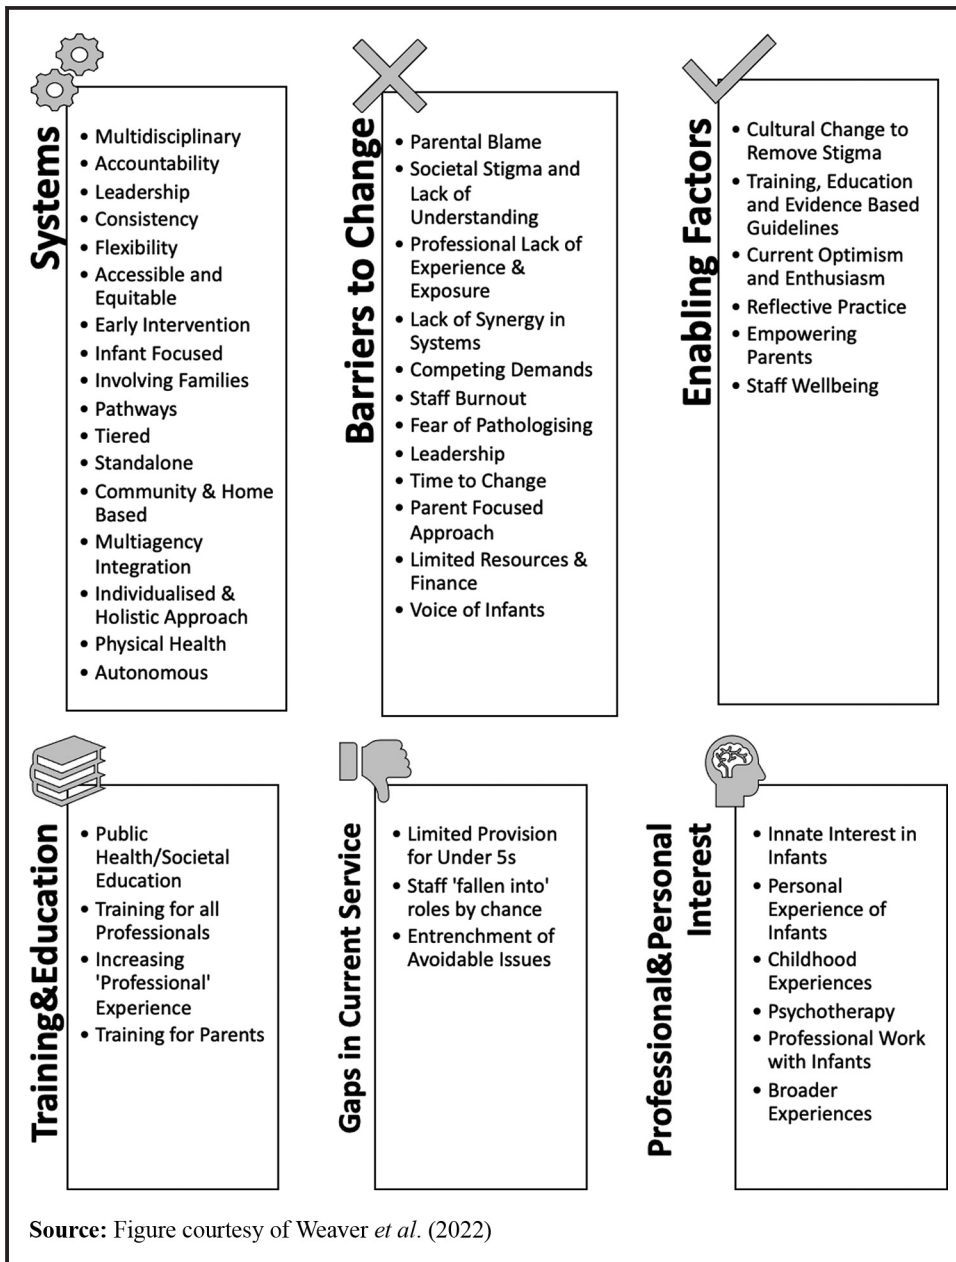 Systems
• Multidisciplinary
• Accountability
• Leadership
• Consistency
• Flexibility
• Accessible and
Equitable
• Early Intervention
• Infant Focused
• Involving Families
• Pathways
• Tiered
• Standalone
• Community & Home
Based
• Multiagency
Integration
• Individualised &
Holistic Approach
• Physical Health
• Autonomous
Barriers to Change
• Parental Blame
• Societal Stigma and
Lack of
Understanding
• Professional Lack of
Experience &
Exposure
• Lack of Synergy in
Systems
• Competing Demands
• Staff Burnout
• Fear of Pathologising
• Leadership
• Time to Change
• Parent Focused
Approach
• Limited Resources &
Finance
• Voice of Infants
Enabling Factors
• Cultural Change to
Remove Stigma
• Training, Education
and Evidence Based
Guidelines
• Current Optimism
and Enthusiasm
• Reflective Practice
• Empowering
Parents
• Staff Wellbeing
Training&Education
• Public
Health/Societal
Education
• Training for all
Professionals
• Increasing
'Professional'
Experience
• Training for Parents
Gaps in Current Service
• Limited Provision
for Under 5s
• Staff 'fallen into'
roles by chance
• Entrenchment of
Avoidable Issues
Professional&Personal
Interest
• Innate Interest in
Infants
• Personal
Experience of
Infants
• Childhood
Experiences
• Psychotherapy
• Professional Work
with Infants
• Broader
Experiences
Source: Figure courtesy of Weaver et al. (2022)